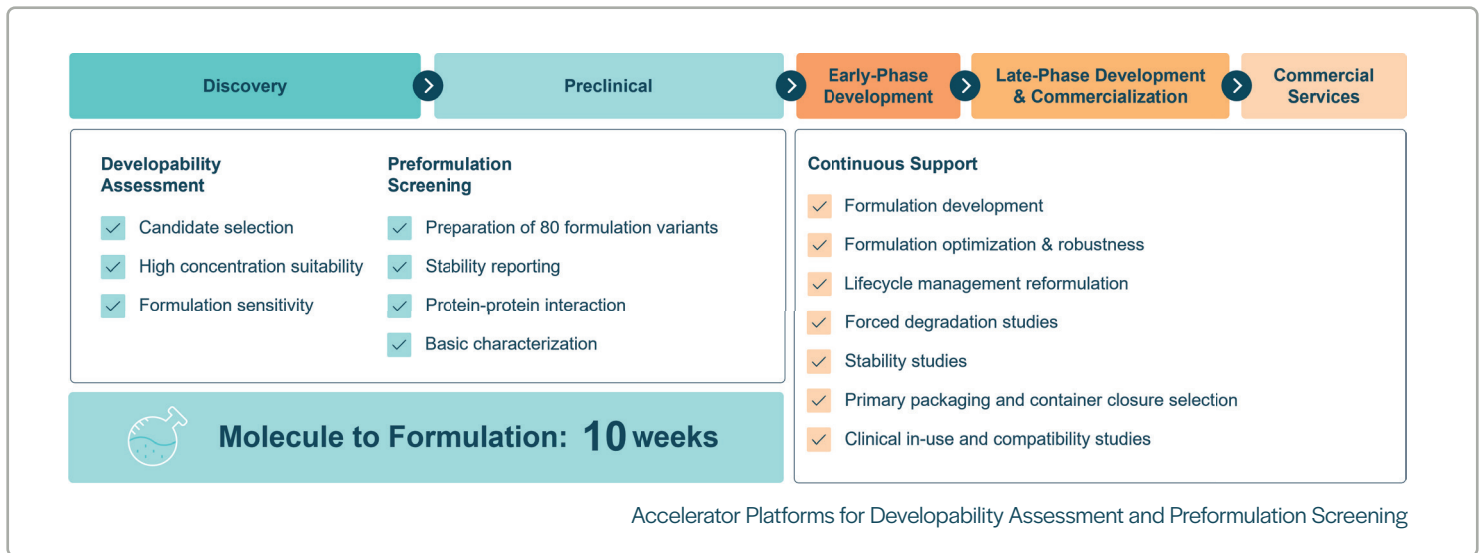 Discovery
Preclinical
Early-Phase
Development
Late-Phase Development
& Commercialization
Commercial
Services
Developability
Assessment
Candidate selection
High concentration suitability
Formulation sensitivity
Preformulation
Screening
Preparation of 80 formulation variants
Stability reporting
Protein-protein interaction
Basic characterization
Molecule to Formulation: 10 weeks
Continuous Support
Formulation development
Formulation optimization & robustness
Lifecycle management reformulation
Forced degradation studies
Stability studies
Primary packaging and container closure selection
Clinical in-use and compatibility studies
Accelerator Platforms for Developability Assessment and Preformulation Screening